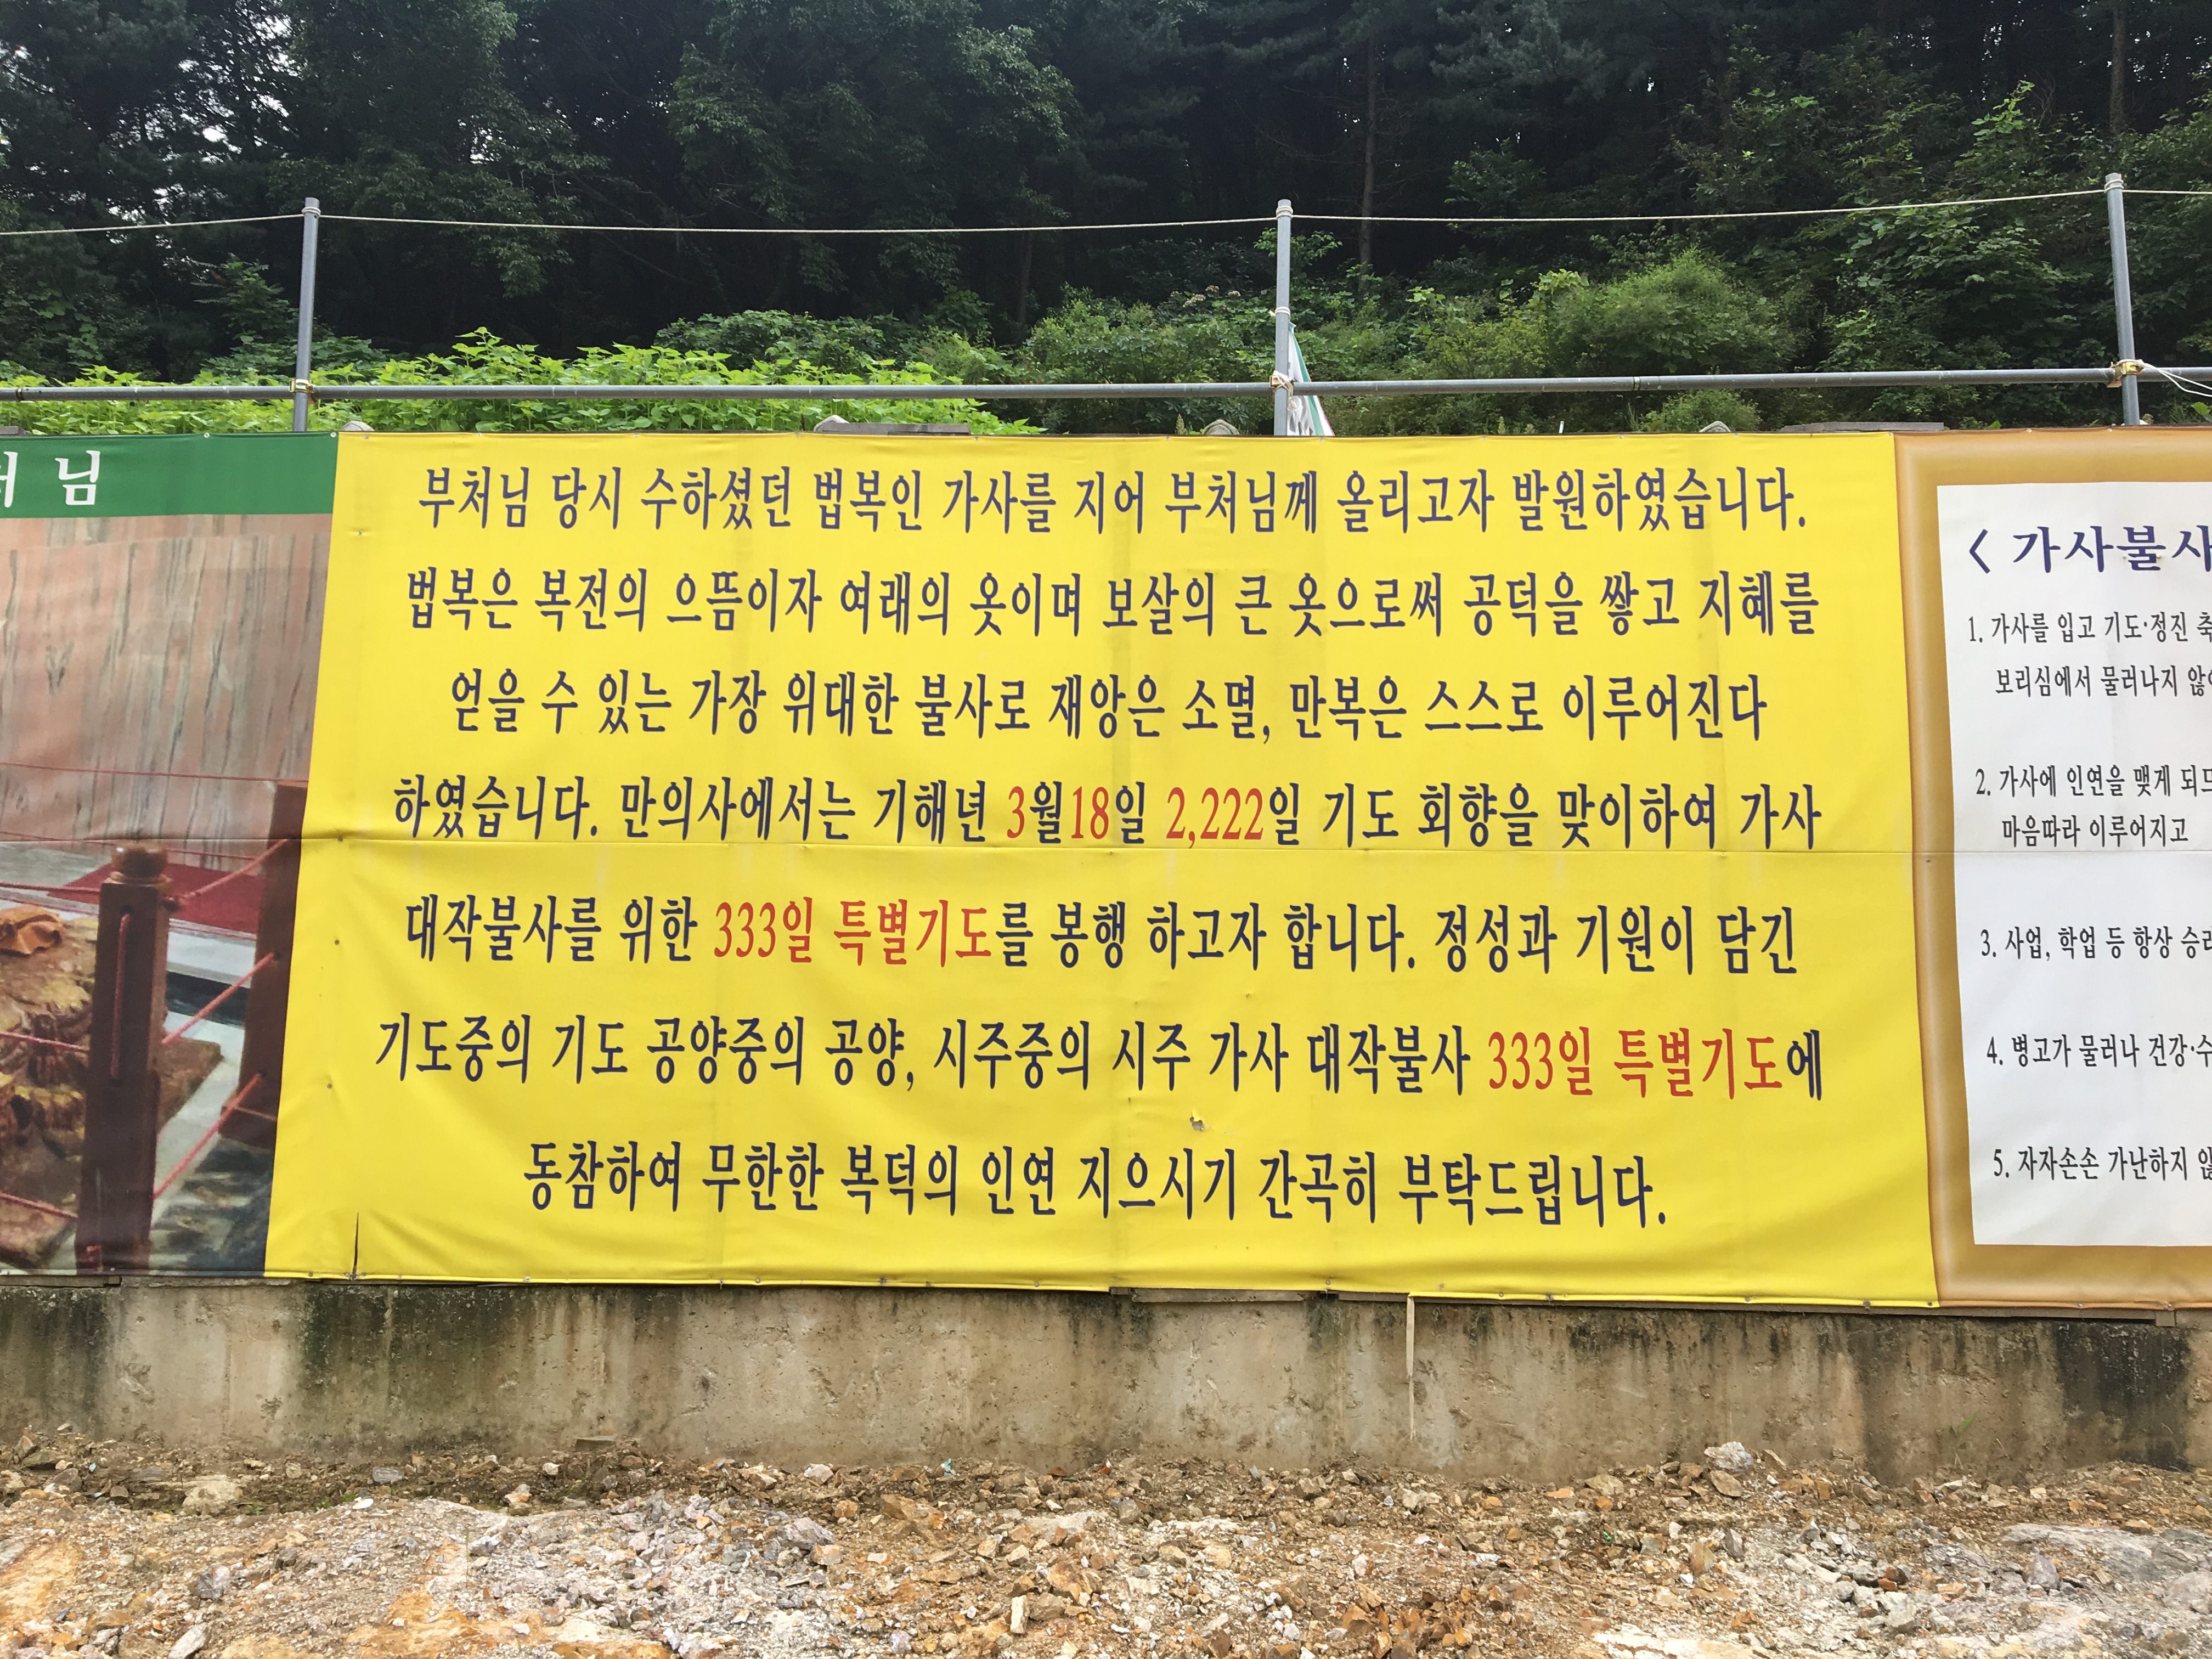 님
부처님 당시 수하셨던 법복인 가사를 지어 부처님께 올리고자 발원하였습니다.
법복은 복전의 으뜸이자 여래의 옷이며 보살의 큰 옷으로써 공덕을 쌓고 지혜를
얻을 수 있는 가장 위대한 불사로 재앙은 소멸, 만복은 스스로 이루어진다
하였습니다. 만의사에서는 기해년 3월18일 2,222일 기도 회향을 맞이하여 가사
대작불사를 위한 333일 특별기도를 봉행 하고자 합니다. 정성과 기원이 담긴
기도중의 기도 공양중의 공양, 시주중의 시주 가사 대작불사 333일 특별기도에
동참하여 무한한 복덕의 인연 지으시기 간곡히 부탁드립니다.
< 가사불사
1. 가사를 입고 기도·정진 축
보리심에서 물러나지 않
2. 가사에 인연을 맺게 되
마음따라 이루어지고
3. 사업, 학업 등 항상 승
4. 병고가 물러나 건강·수
5. 자자손손 가난하지 않